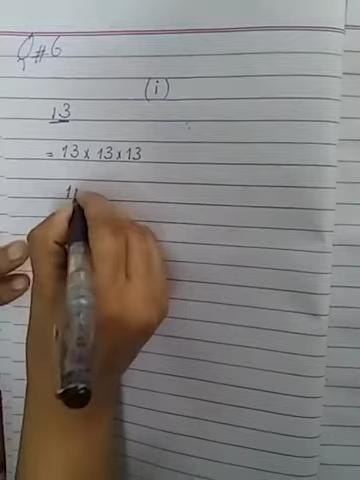 Q#6
(i)
13
= 13 x 13 x 13